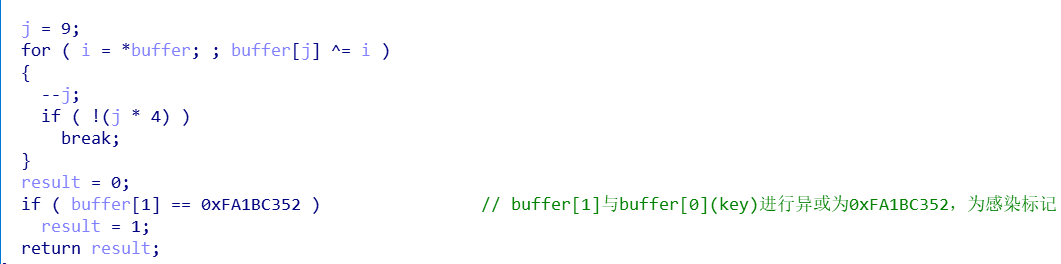 j = 9;
for ( i = *buffer; ; buffer[j] ^= i )
{
--j;
if ( !(j * 4) )
break;
}
result = 0;
if ( buffer[1] == 0xFA1BC352 ) // buffer[1]与buffer[0](key)进行异或为0xFA1BC352，为感染标记
result = 1;
return result;